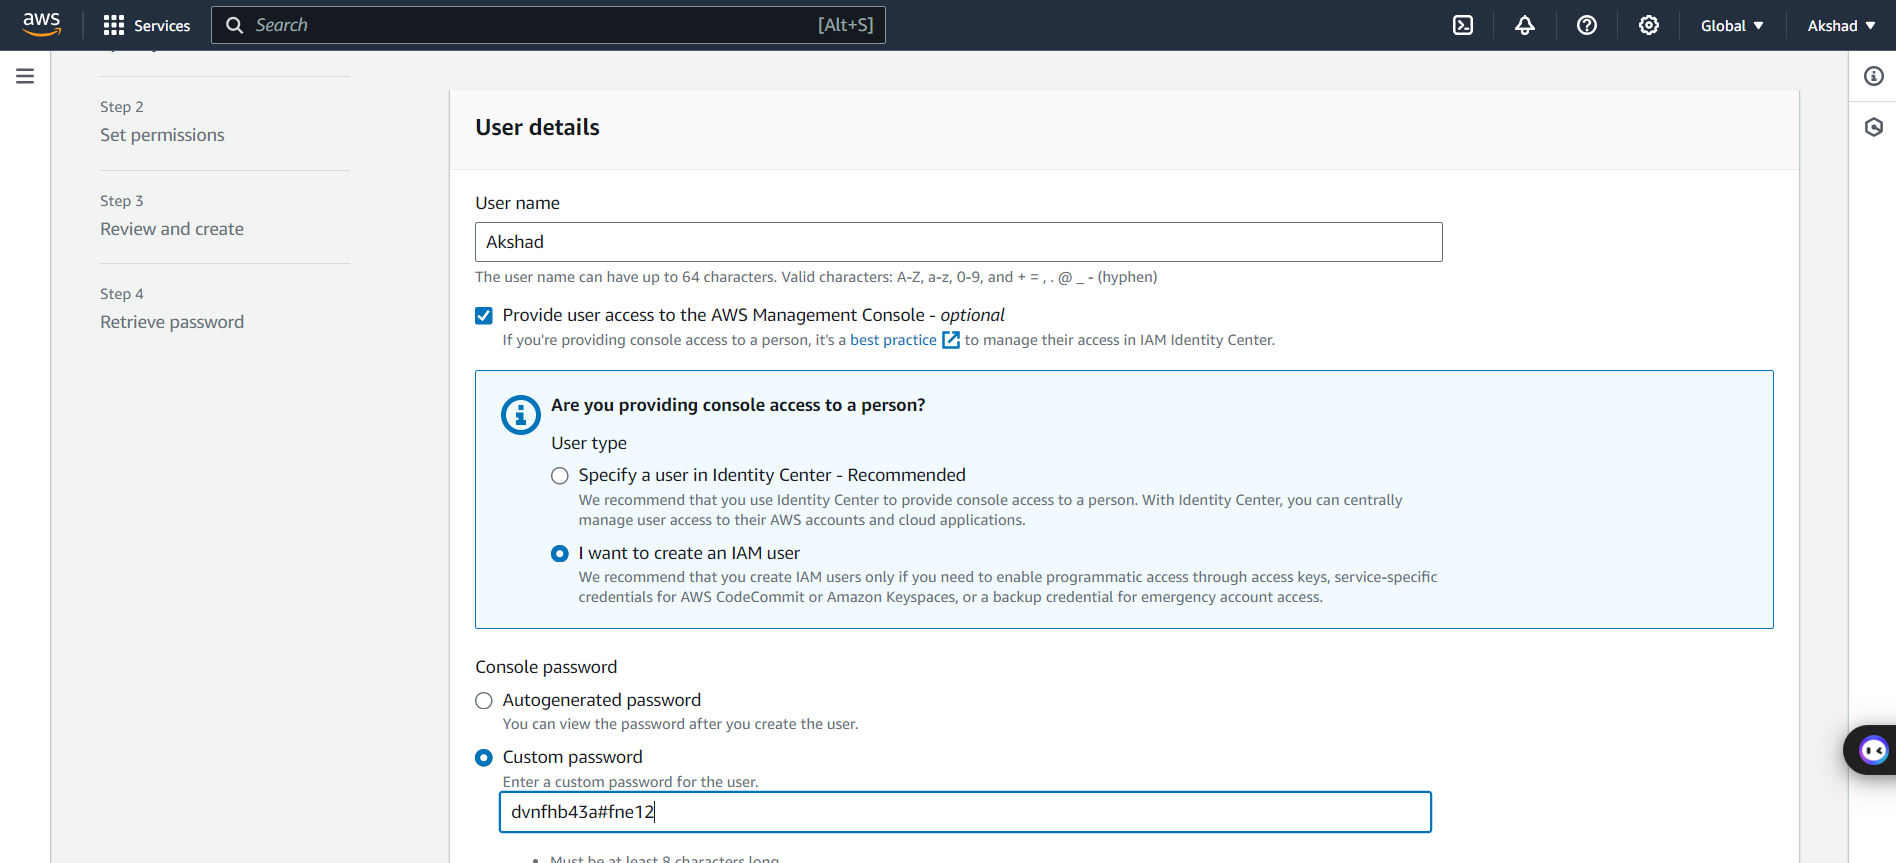 aws
Services
Search
[Alt+S]
Global
Akshad
Step 2
Set permissions
Step 3
Review and create
Step 4
Retrieve password
User details
User name
Akshad
The user name can have up to 64 characters. Valid characters: A-Z, a-z, 0-9, and + = , . @ _ - (hyphen)
Provide user access to the AWS Management Console - optional
If you're providing console access to a person, it's a best practice to manage their access in IAM Identity Center.
Are you providing console access to a person?
User type
Specify a user in Identity Center - Recommended
We recommend that you use Identity Center to provide console access to a person. With Identity Center, you can centrally
manage user access to their AWS accounts and cloud applications.
I want to create an IAM user
We recommend that you create IAM users only if you need to enable programmatic access through access keys, service-specific
credentials for AWS CodeCommit or Amazon Keyspaces, or a backup credential for emergency account access.
Console password
Autogenerated password
You can view the password after you create the user.
Custom password
Enter a custom password for the user.
dvnfhb43a#fne12
Must be at least 8 characters long